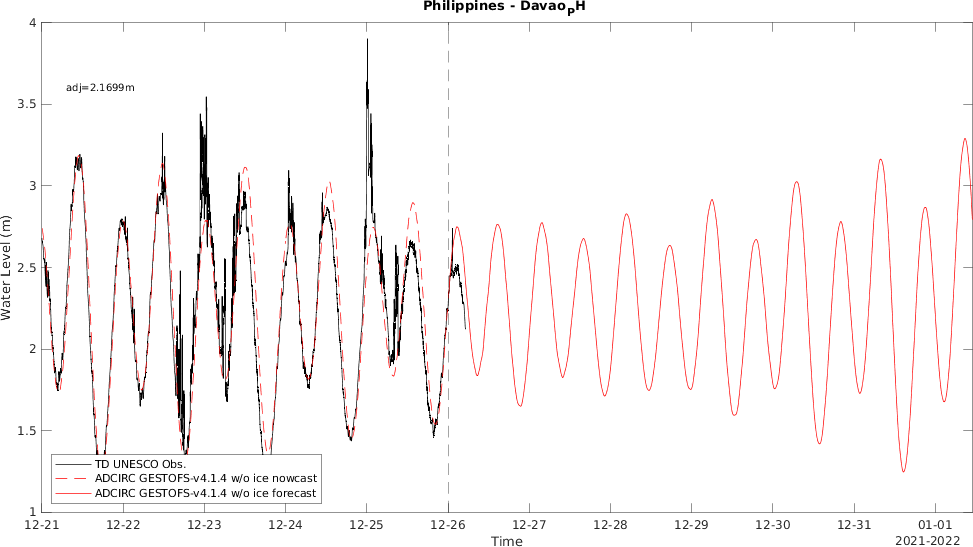 Philippines - Davao_pH
adj=2.1699m
Water Level (m)
4
3.5
3
2.5
2
1.5
1
TD UNESCO Obs.
ADCIRC GESTOFS-v4.1.4 w/o ice nowcast
ADCIRC GESTOFS-v4.1.4 w/o ice forecast
12-21 12-22 12-23 12-24 12-25 12-26 12-27 12-28 12-29 12-30 12-31 01-01
Time
2021-2022